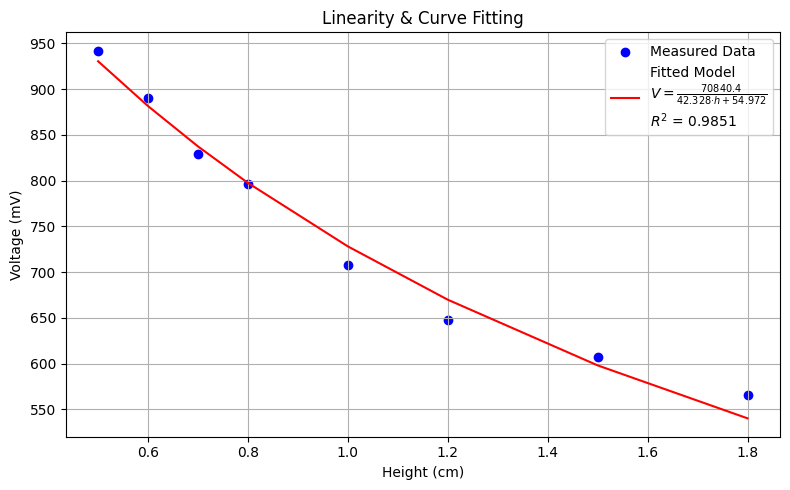 Linearity & Curve Fitting
Measured Data
Fitted Model
V = 70840.4 / 42.328·h + 54.972
R² = 0.9851
Voltage (mV)
950
900
850
800
750
700
650
600
550
0.6 0.8 1.0 1.2 1.4 1.6 1.8
Height (cm)